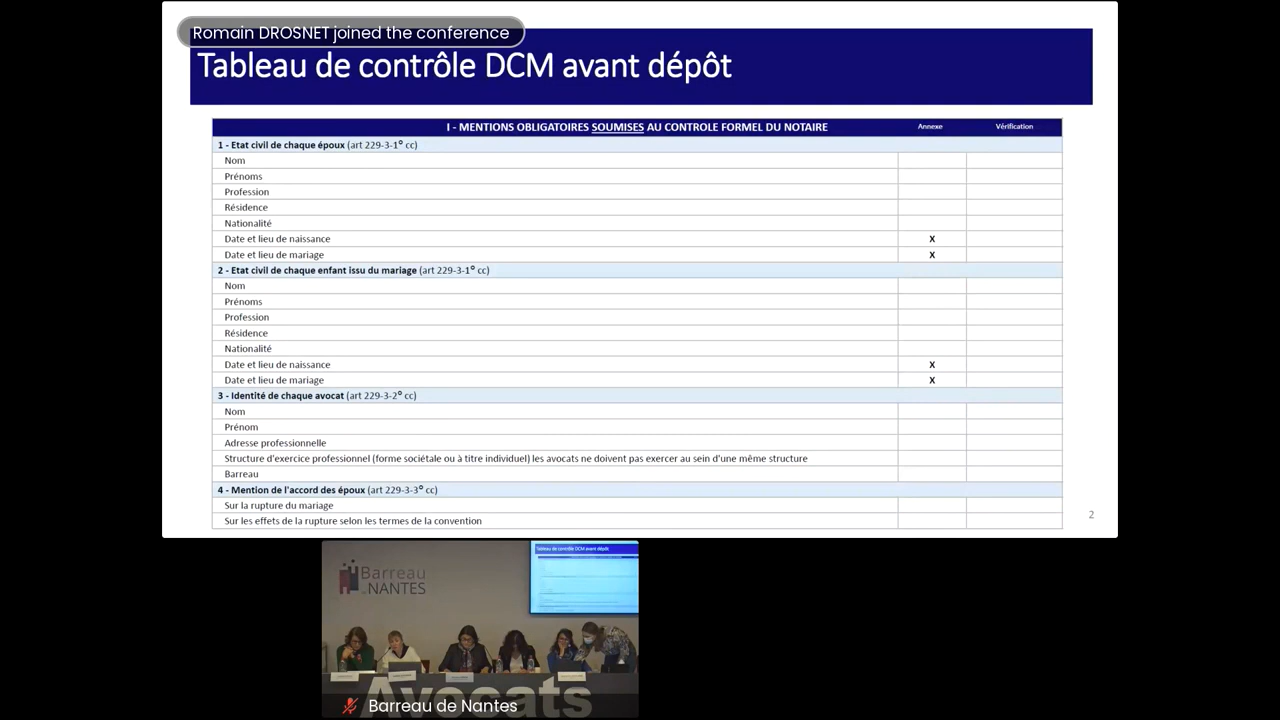 Romain DROSNET joined the conference
Tableau de contrôle DCM avant dépôt
I - MENTIONS OBLIGATOIRES SOUMISES AU CONTROLE FORMEL DU NOTAIRE Annexe Vérification
1 - Etat civil de chaque époux (art 229-3-1° cc)
Nom
Prénoms
Profession
Résidence
Nationalité
Date et lieu de naissance X
Date et lieu de mariage X
2 - Etat civil de chaque enfant issu du mariage (art 229-3-1° cc)
Nom
Prénoms
Profession
Résidence
Nationalité
Date et lieu de naissance X
Date et lieu de mariage X
3 - Identité de chaque avocat (art 229-3-2° cc)
Nom
Prénom
Adresse professionnelle
Structure d'exercice professionnel (forme sociétale ou à titre individuel) les avocats ne doivent pas exercer au sein d'une même structure
Barreau
4 - Mention de l'accord des époux (art 229-3-3° cc)
Sur la rupture du mariage
Sur les effets de la rupture selon les termes de la convention
2
Tableau de contrôle DCM avant dépôt
Barreau
NANTES
Avocats
Barreau de Nantes